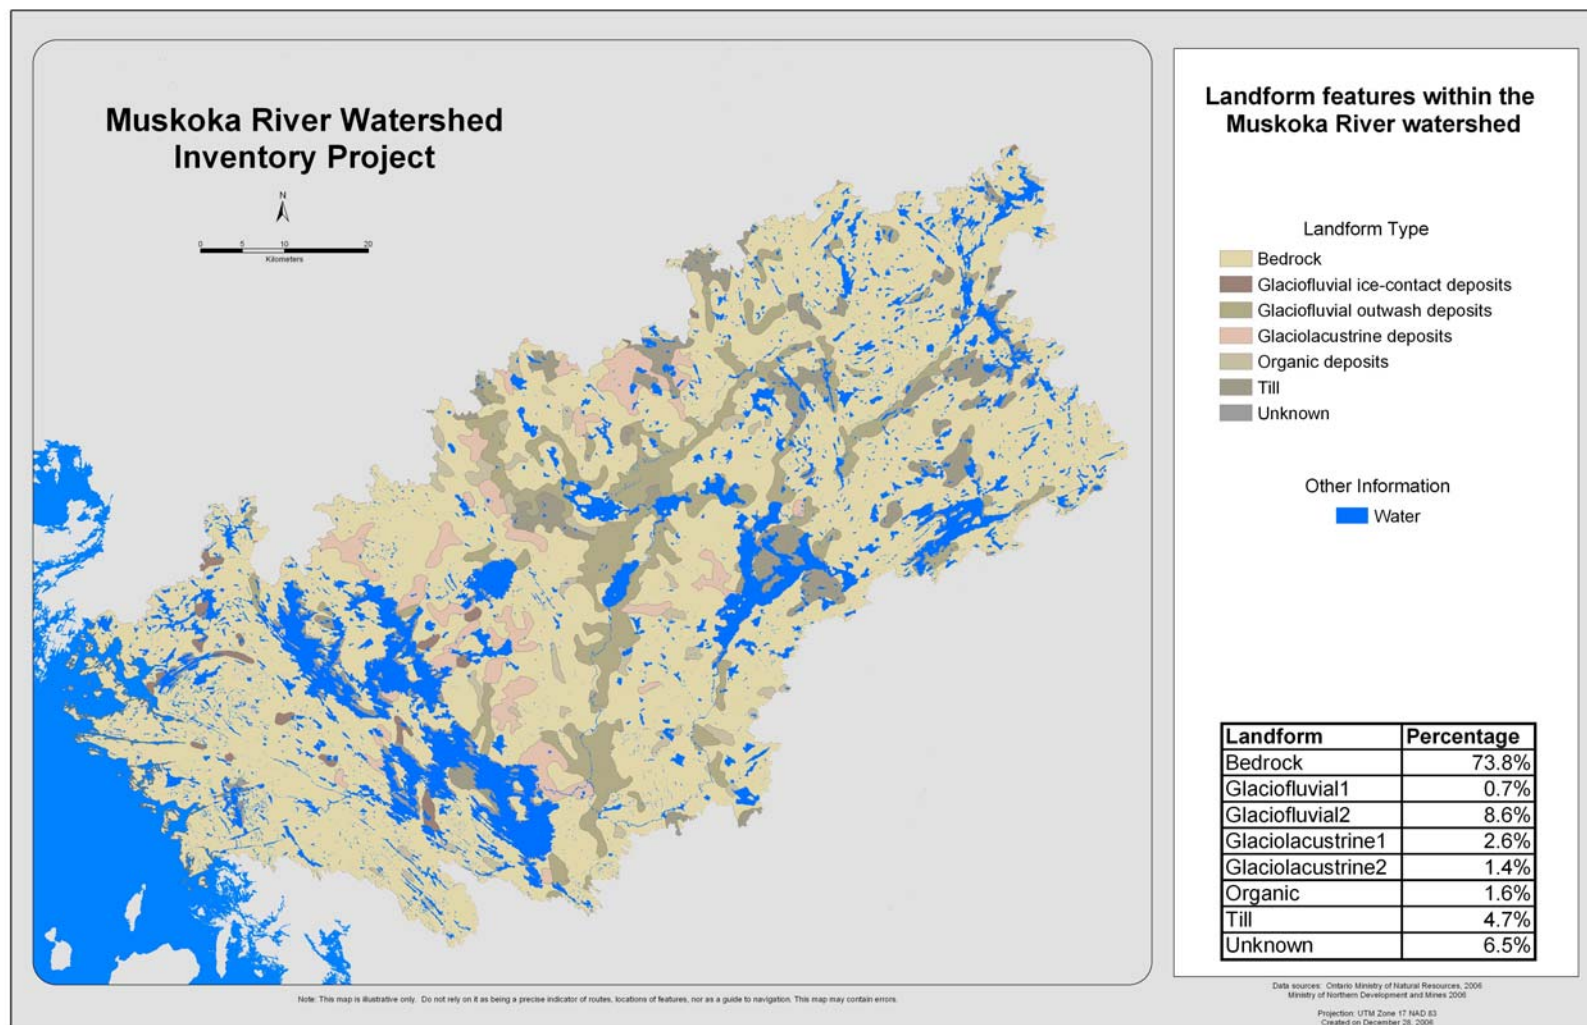 Muskoka River Watershed
Inventory Project
N
0 5 10 20
Kilometers
Landform features within the
Muskoka River watershed
Landform Type
Bedrock
Glaciofluvial ice-contact deposits
Glaciofluvial outwash deposits
Glaciolacustrine deposits
Organic deposits
Till
Unknown
Other Information
Water
Landform Percentage
Bedrock 73.8%
Glaciofluvial1 0.7%
Glaciofluvial2 8.6%
Glaciolacustrine1 2.6%
Glaciolacustrine2 1.4%
Organic 1.6%
Till 4.7%
Unknown 6.5%
Note: This map is illustrative only. Do not rely on it as being a precise indicator of routes, locations of features, nor as a guide to navigation. This map may contain errors.
Data sources: Ontario Ministry of Natural Resources, 2006
Ministry of Northern Development and Mines 2006
Projection: UTM Zone 17 NAD 83
Created on December 28, 2006